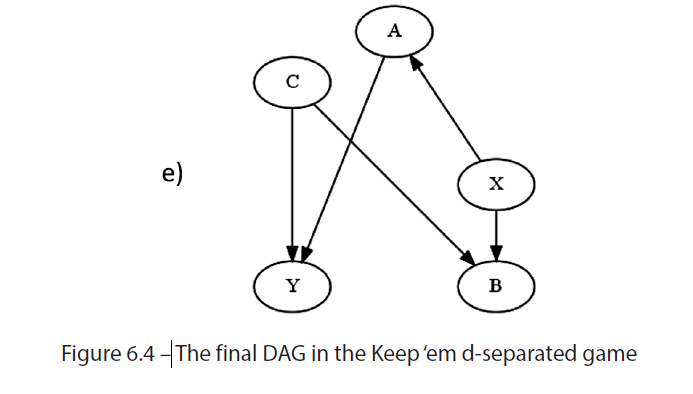 A
C
e)
X
Y
B
Figure 6.4 – The final DAG in the Keep ‘em d-separated game